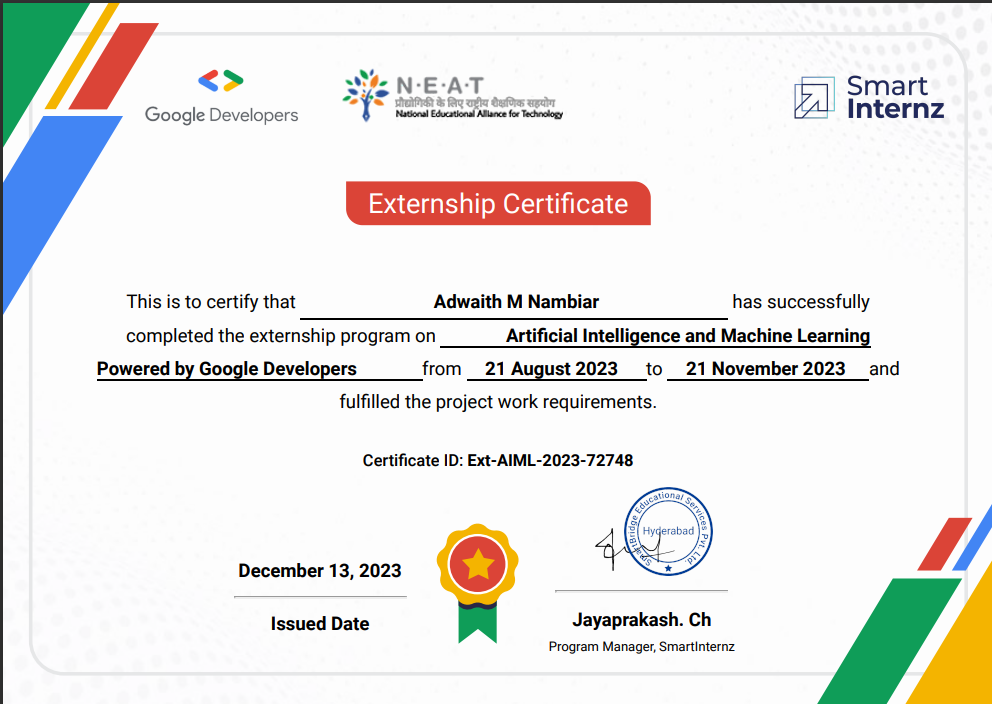 Google Developers
N·E·A·T
प्रौद्योगिकी के लिए राष्ट्रीय शैक्षणिक सहयोग
National Educational Alliance for Technology
Smart
Internz
Externship Certificate
This is to certify that Adwaith M Nambiar has successfully
completed the externship program on Artificial Intelligence and Machine Learning
Powered by Google Developers from 21 August 2023 to 21 November 2023 and
fulfilled the project work requirements.
Certificate ID: Ext-AIML-2023-72748
SmartBridge Educational Services Pvt. Ltd
Hyderabad
December 13, 2023
Issued Date
Jayaprakash. Ch
Program Manager, SmartInternz